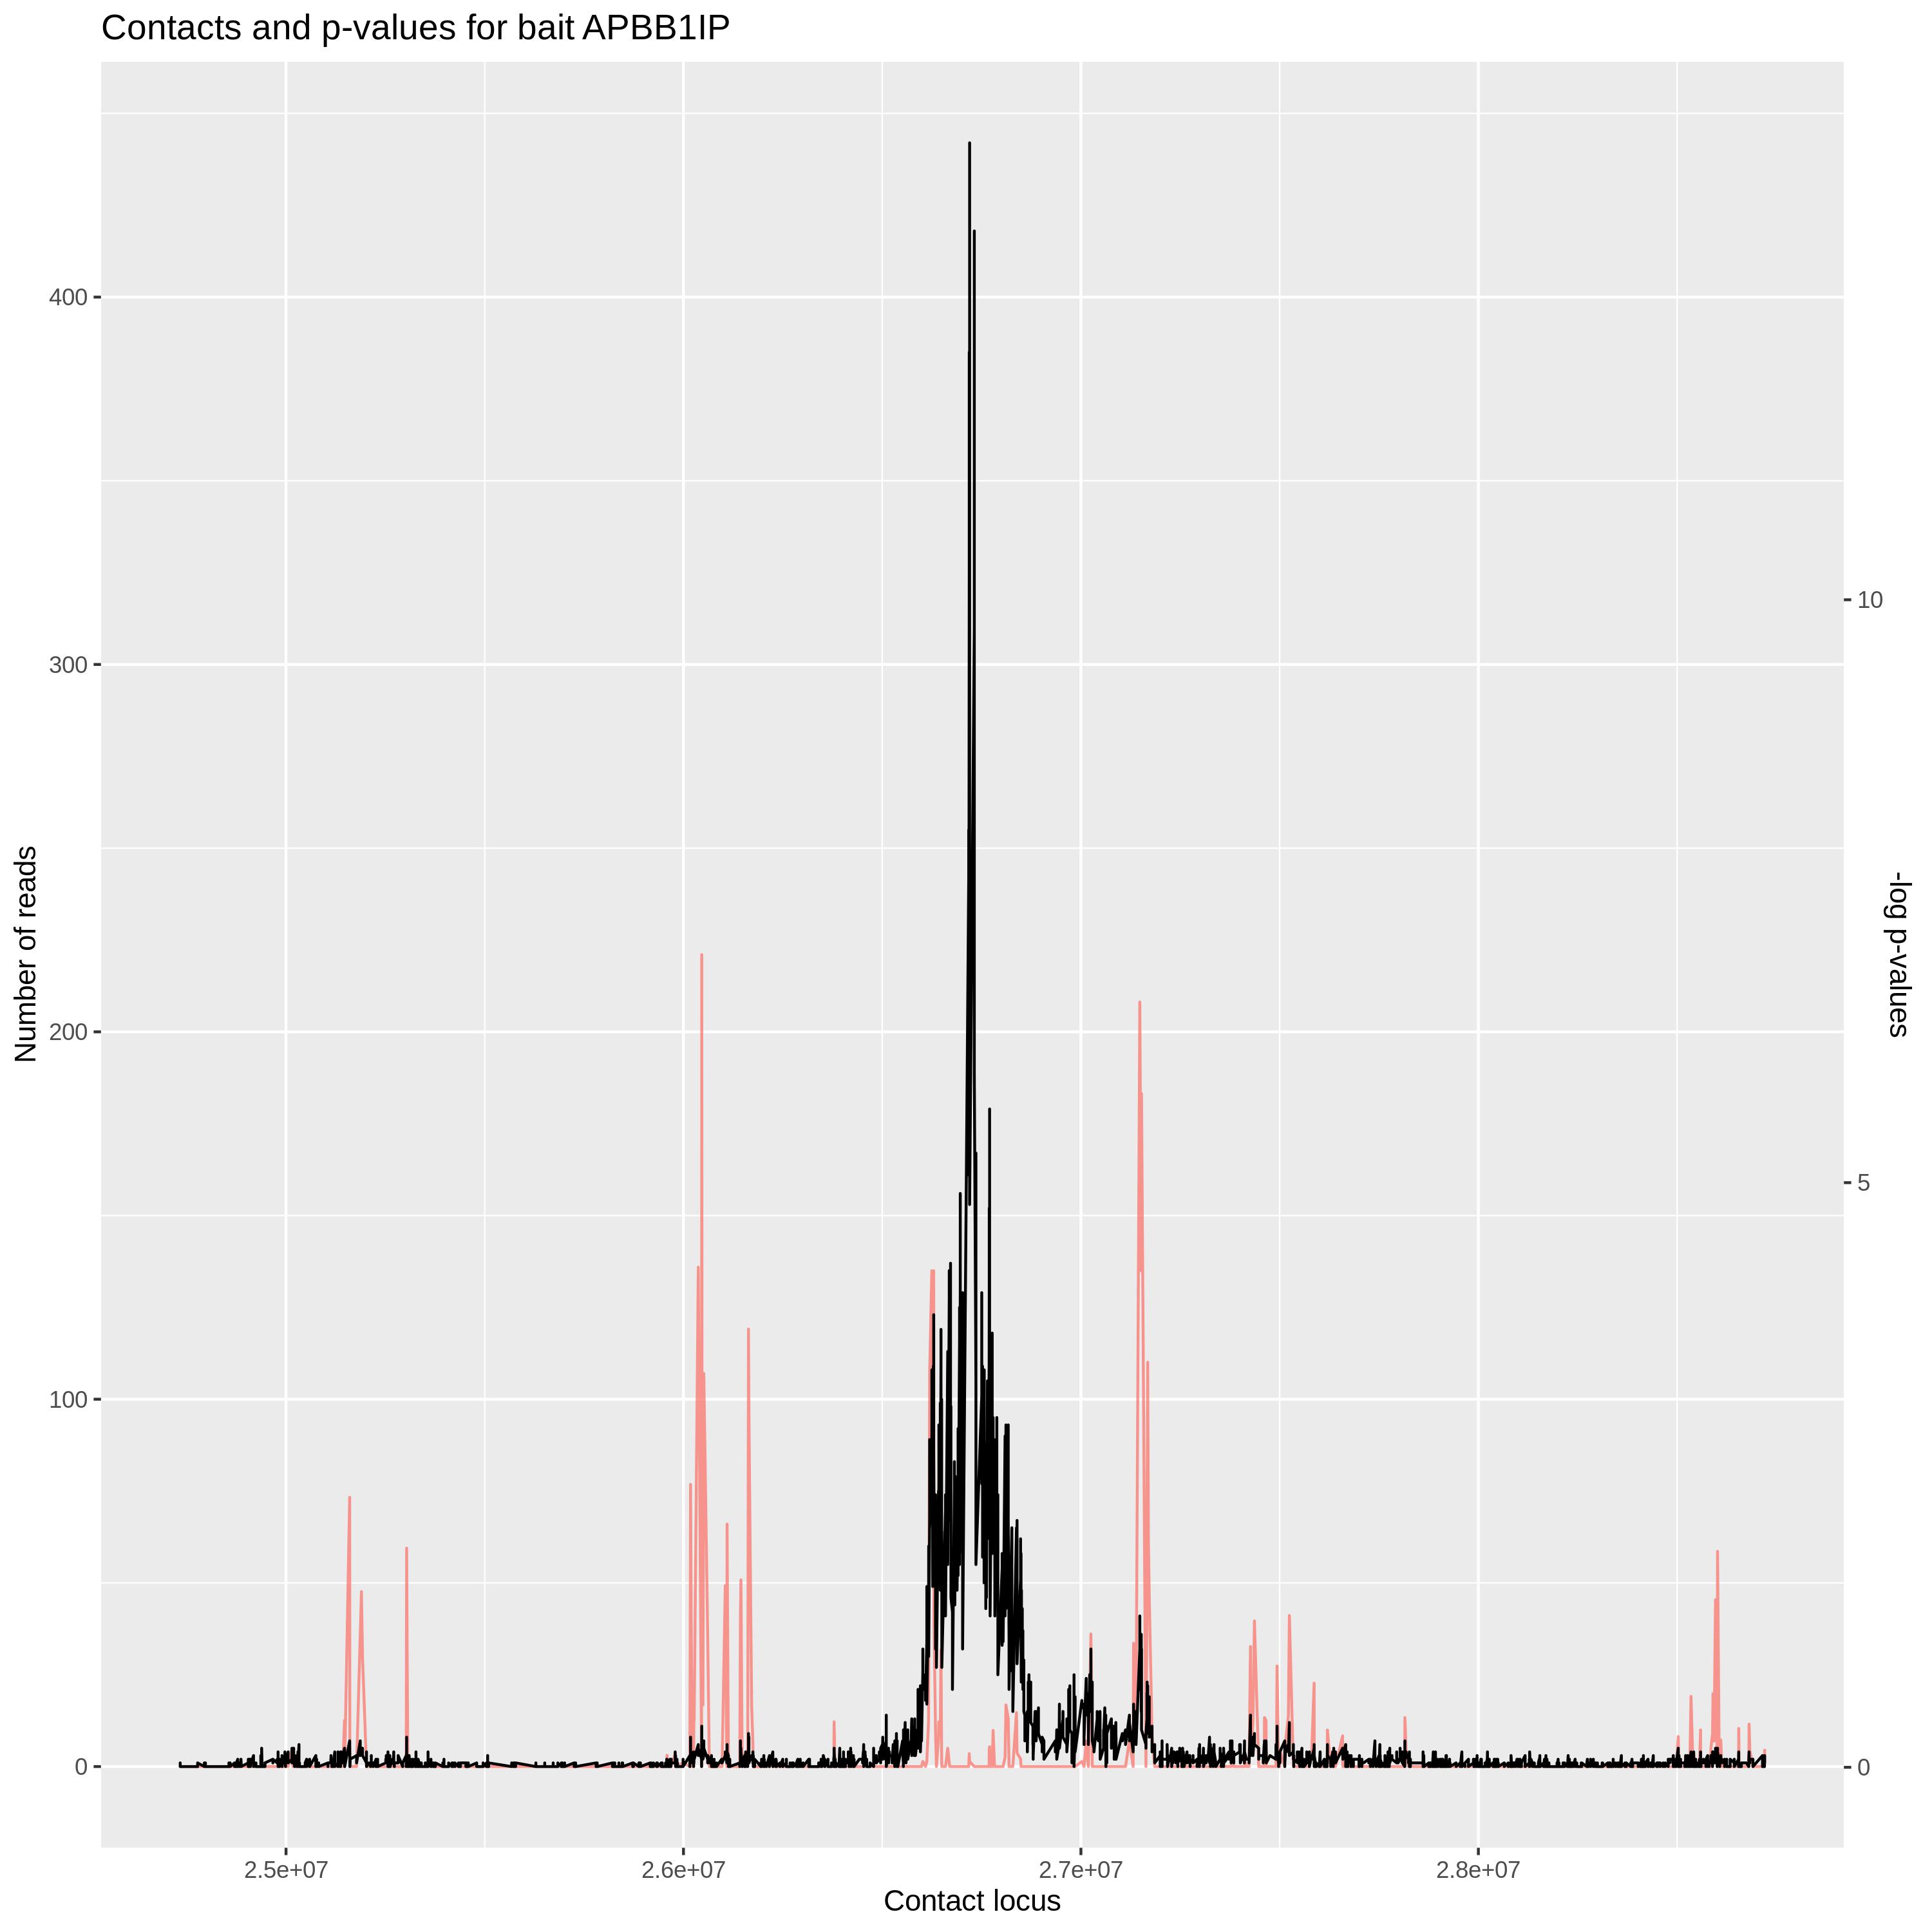 Contacts and p-values for bait APBB1IP
400
300
200
100
0
Number of reads
10
5
0
-log p-values
2.5e+07
2.6e+07
2.7e+07
2.8e+07
Contact locus